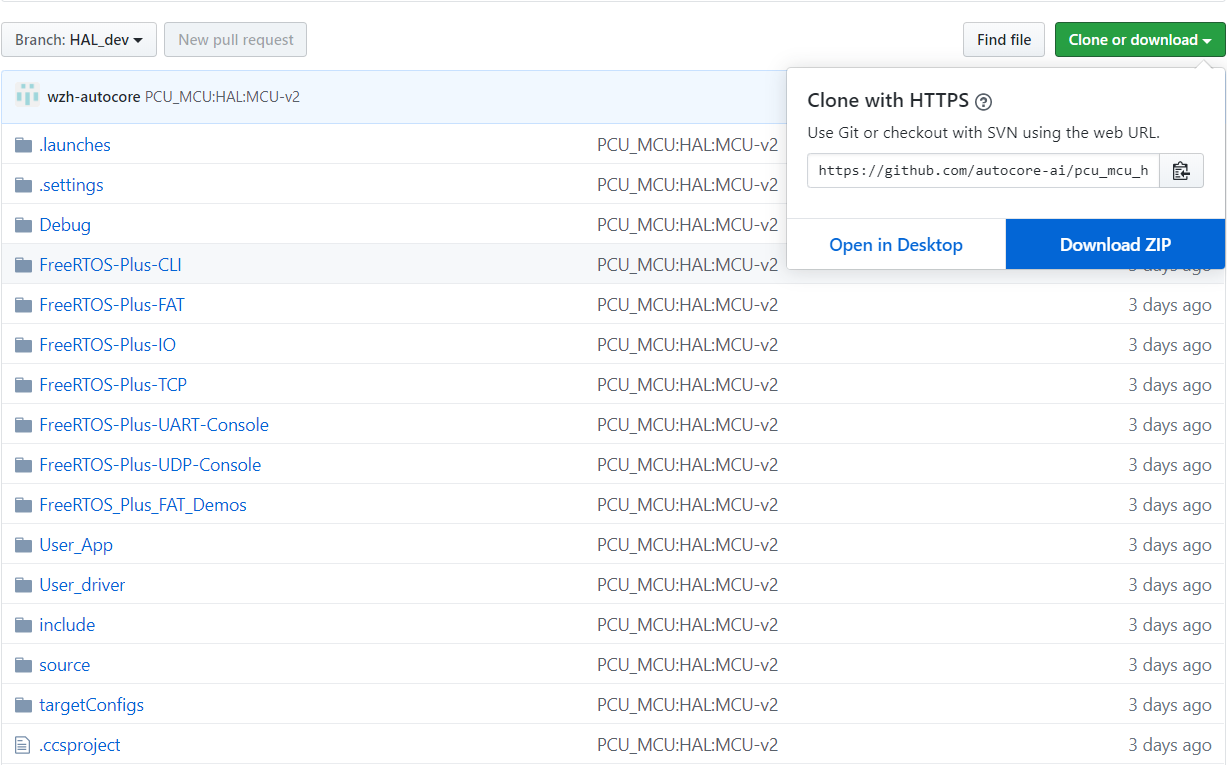 Branch: HAL_dev New pull request Find file Clone or download
wzh-autocore PCU_MCU:HAL:MCU-v2
Clone with HTTPS ?
Use Git or checkout with SVN using the web URL.
https://github.com/autocore-ai/pcu_mcu_h
Open in Desktop Download ZIP
.launches PCU_MCU:HAL:MCU-v2
.settings PCU_MCU:HAL:MCU-v2
Debug PCU_MCU:HAL:MCU-v2
FreeRTOS-Plus-CLI PCU_MCU:HAL:MCU-v2 3 days ago
FreeRTOS-Plus-FAT PCU_MCU:HAL:MCU-v2 3 days ago
FreeRTOS-Plus-IO PCU_MCU:HAL:MCU-v2 3 days ago
FreeRTOS-Plus-TCP PCU_MCU:HAL:MCU-v2 3 days ago
FreeRTOS-Plus-UART-Console PCU_MCU:HAL:MCU-v2 3 days ago
FreeRTOS-Plus-UDP-Console PCU_MCU:HAL:MCU-v2 3 days ago
FreeRTOS_Plus_FAT_Demos PCU_MCU:HAL:MCU-v2 3 days ago
User_App PCU_MCU:HAL:MCU-v2 3 days ago
User_driver PCU_MCU:HAL:MCU-v2 3 days ago
include PCU_MCU:HAL:MCU-v2 3 days ago
source PCU_MCU:HAL:MCU-v2 3 days ago
targetConfigs PCU_MCU:HAL:MCU-v2 3 days ago
.ccsproject PCU_MCU:HAL:MCU-v2 3 days ago